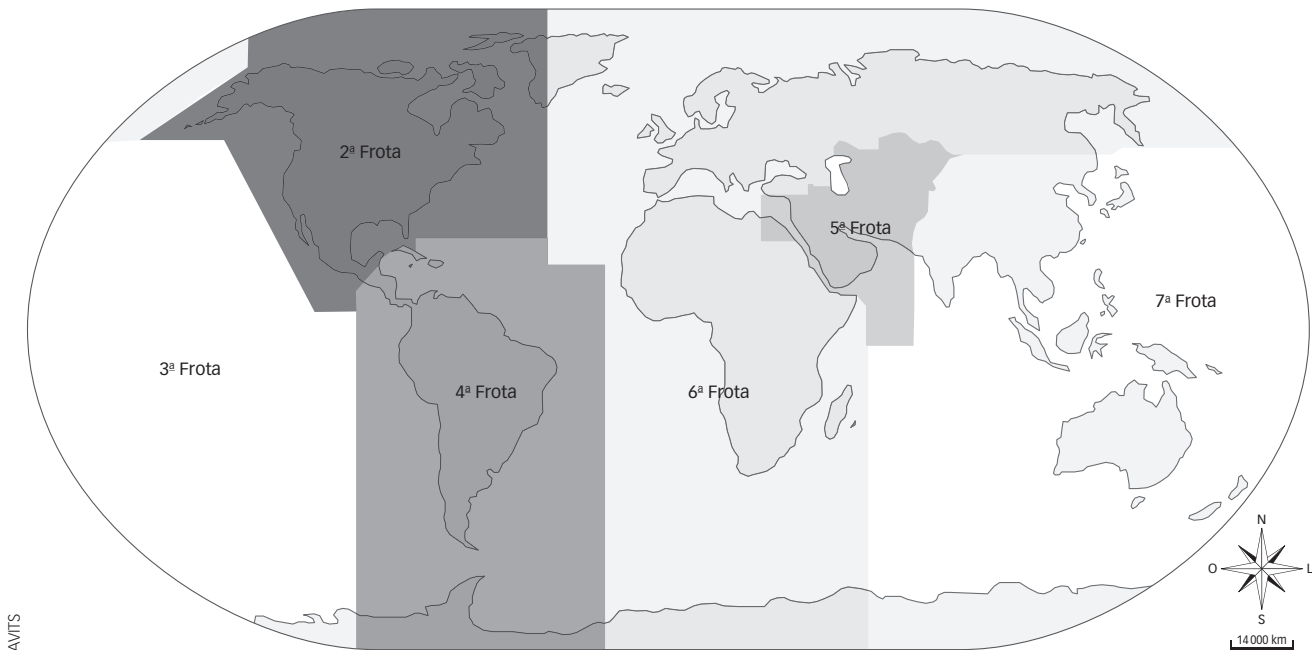 2ª Frota
5ª Frota
7ª Frota
3ª Frota
4ª Frota
6ª Frota
N
O
L
S
14 000 km
AVITS